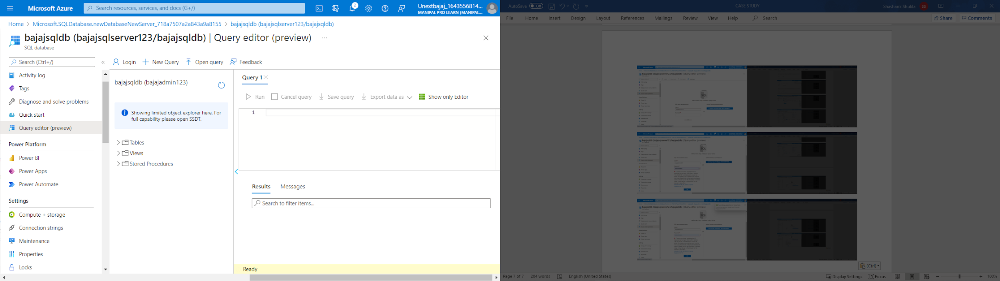 Microsoft Azure
Search resources, services, and docs (G+/)
2
Unextbajaj_1643556814...
MANIPAL PRO LEARN (MANIPAL...
Home > Microsoft.SQLDatabase.newDatabaseNewServer_718a7507a2a843a9a8155 > bajajsqldb (bajajsqlserver123/bajajsqldb)
bajajsqldb (bajajsqlserver123/bajajsqldb) | Query editor (preview) ...
SQL database
Search (Ctrl+/)
«
Activity log
Tags
Diagnose and solve problems
Quick start
Query editor (preview)
Power Platform
Power BI
Power Apps
Power Automate
Settings
Compute + storage
Connection strings
Maintenance
Properties
Locks
Login
New Query
Open query
Feedback
bajajsqldb (bajajadmin123)
Showing limited object explorer here. For
full capability please open SSDT.
Tables
Views
Stored Procedures
Query 1
Run
Cancel query
Save query
Export data as
Show only Editor
1
Results
Messages
Search to filter items...
Ready
AutoSave
Off
CASE STUDY
Shashank Shukla
SS
File
Home
Insert
Design
Layout
References
Mailings
Review
View
Help
Search
Share
Comments
(Ctrl)
Page 7 of 7
204 words
English (United States)
Display Settings
Focus
100%